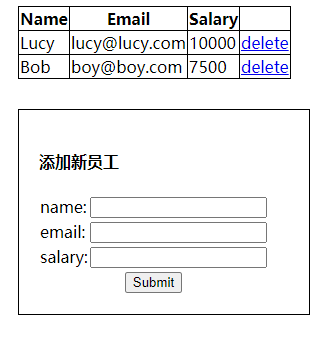 Name Email Salary
Lucy lucy@lucy.com 10000 delete
Bob boy@boy.com 7500 delete
添加新员工
name:
email:
salary:
Submit